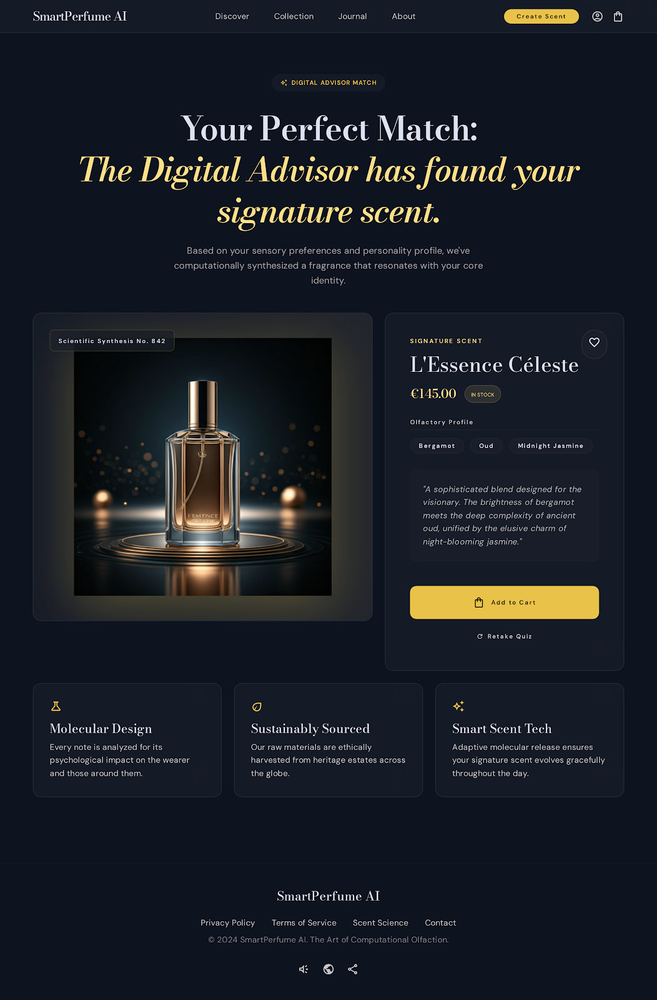 SmartPerfume AI
Discover
Collection
Journal
About
Create Scent
DIGITAL ADVISOR MATCH
Your Perfect Match:
The Digital Advisor has found your
signature scent.
Based on your sensory preferences and personality profile, we've
computationally synthesized a fragrance that resonates with your core
identity.
Scientific Synthesis No. 842
SIGNATURE SCENT
L'Essence Céleste
€145.00
IN STOCK
Olfactory Profile
Bergamot
Oud
Midnight Jasmine
"A sophisticated blend designed for the
visionary. The brightness of bergamot
meets the deep complexity of ancient
oud, unified by the elusive charm of
night-blooming jasmine."
Add to Cart
Retake Quiz
Molecular Design
Every note is analyzed for its
psychological impact on the wearer
and those around them.
Sustainably Sourced
Our raw materials are ethically
harvested from heritage estates across
the globe.
Smart Scent Tech
Adaptive molecular release ensures
your signature scent evolves gracefully
throughout the day.
SmartPerfume AI
Privacy Policy
Terms of Service
Scent Science
Contact
© 2024 SmartPerfume AI. The Art of Computational Olfaction.